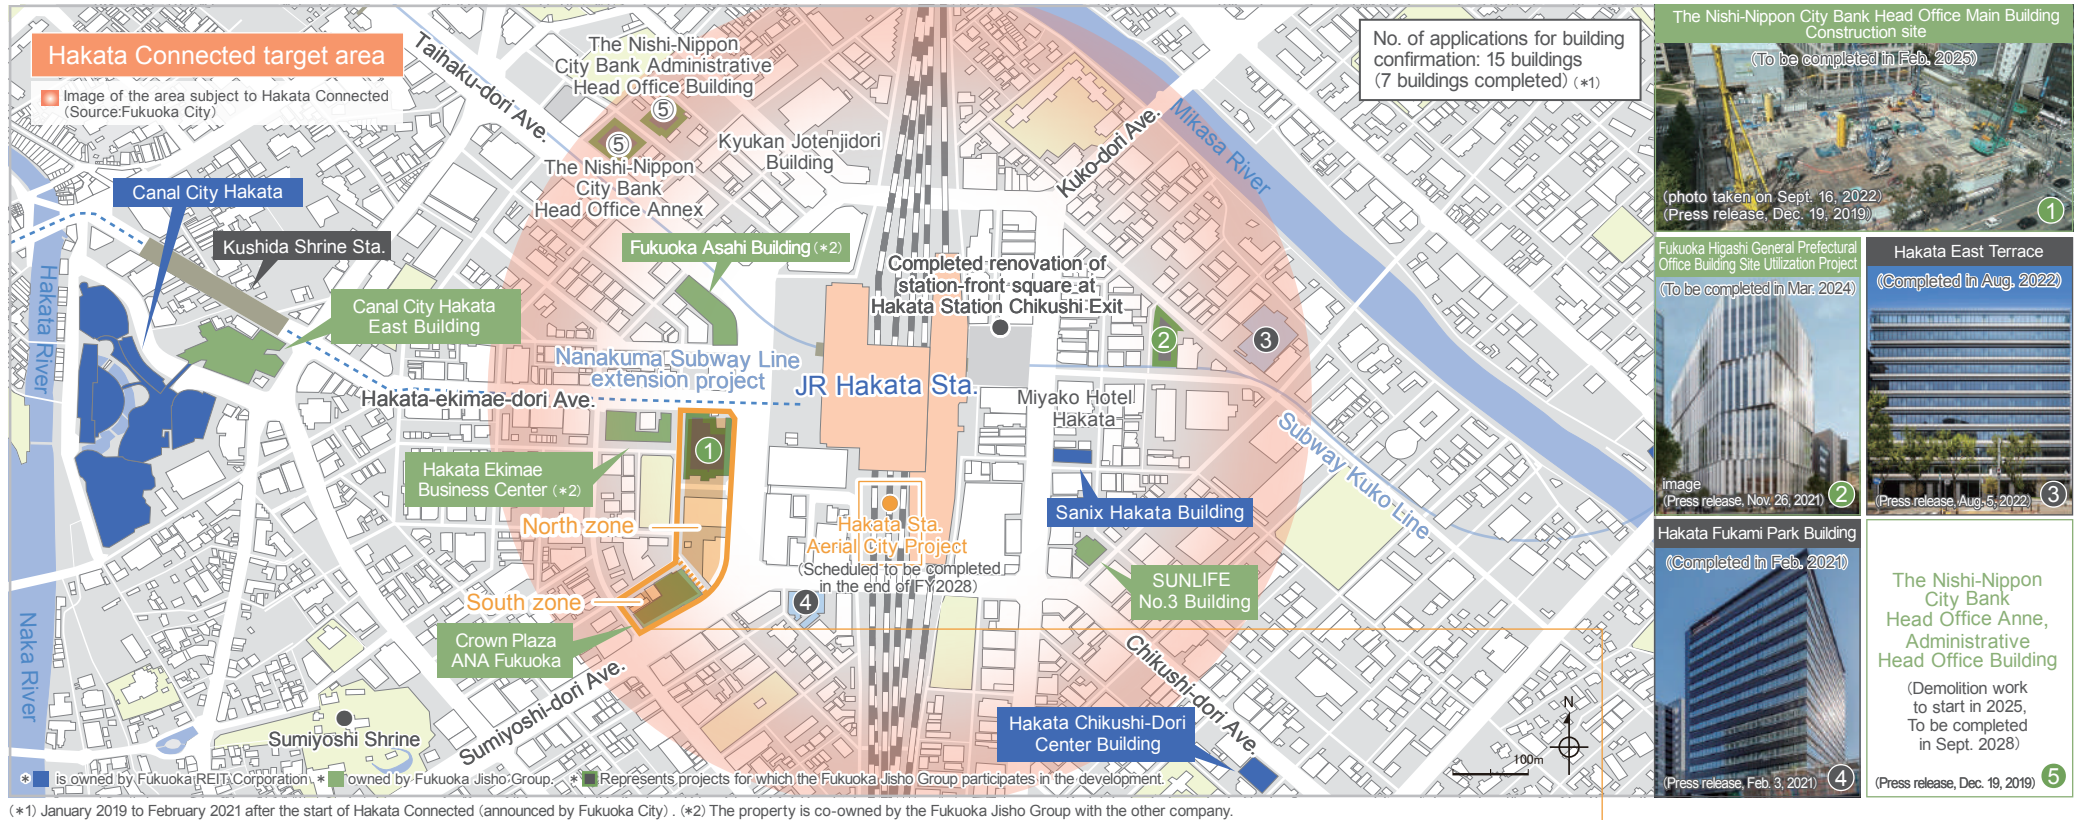 Hakata Connected target area
Image of the area subject to Hakata Connected
(Source:Fukuoka City)
Taihaku-dori Ave.
The Nishi-Nippon
City Bank Administrative
Head Office Building
⑤
⑤
The Nishi-Nippon
City Bank
Head Office Annex
Kyukan Jotenjidori
Building
Kuko-dori Ave.
Mikasa River
No. of applications for building
confirmation: 15 buildings
(7 buildings completed) (*1)
Canal City Hakata
Kushida Shrine Sta.
Hakata River
Canal City Hakata
East Building
Fukuoka Asahi Building (*2)
Completed renovation of
station-front square at
Hakata Station Chikushi Exit
2
3
Nanakuma Subway Line
extension project
Hakata-ekimae-dori Ave.
JR Hakata Sta.
Miyako Hotel
Hakata
Subway Kuko Line
1
Hakata Ekimae
Business Center (*2)
Sanix Hakata Building
North zone
Hakata Sta.
Aerial City Project
(Scheduled to be completed
in the end of FY2028)
South zone
4
SUNLIFE
No.3 Building
Crown Plaza
ANA Fukuoka
Naka River
Sumiyoshi Shrine
Sumiyoshi-dori Ave.
Chikushi-dori Ave.
Hakata Chikushi-Dori
Center Building
N
100m
* is owned by Fukuoka REIT Corporation. * owned by Fukuoka Jisho Group. * Represents projects for which the Fukuoka Jisho Group participates in the development.
(*1) January 2019 to February 2021 after the start of Hakata Connected (announced by Fukuoka City) . (*2) The property is co-owned by the Fukuoka Jisho Group with the other company.
The Nishi-Nippon City Bank Head Office Main Building
Construction site
(To be completed in Feb. 2025)
(photo taken on Sept. 16, 2022)
(Press release, Dec. 19, 2019)
1
Fukuoka Higashi General Prefectural
Office Building Site Utilization Project
(To be completed in Mar. 2024)
image
(Press release, Nov. 26, 2021)
2
Hakata East Terrace
(Completed in Aug. 2022)
(Press release, Aug. 5, 2022)
3
Hakata Fukami Park Building
(Completed in Feb. 2021)
(Press release, Feb. 3, 2021)
4
The Nishi-Nippon
City Bank
Head Office Anne,
Administrative
Head Office Building
(Demolition work
to start in 2025,
To be completed
in Sept. 2028)
(Press release, Dec. 19, 2019)
5